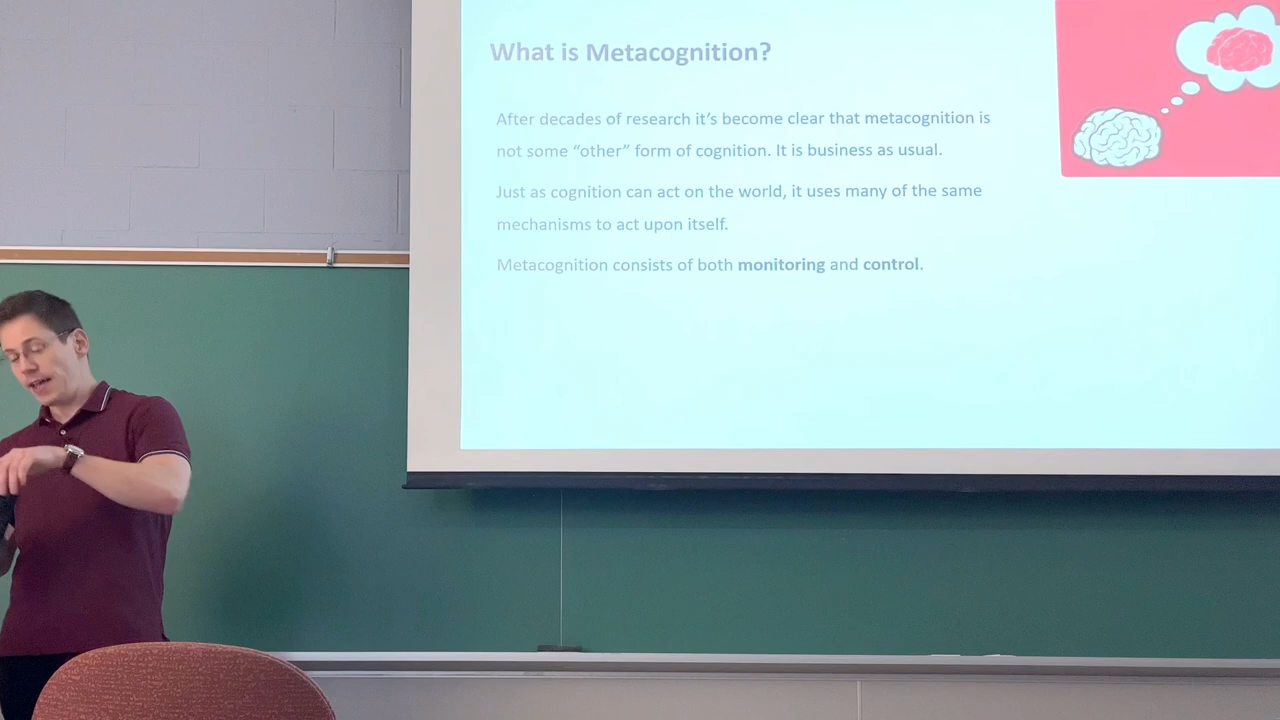 What is Metacognition?
After decades of research it’s become clear that metacognition is
not some “other” form of cognition. It is business as usual.
Just as cognition can act on the world, it uses many of the same
mechanisms to act upon itself.
Metacognition consists of both monitoring and control.